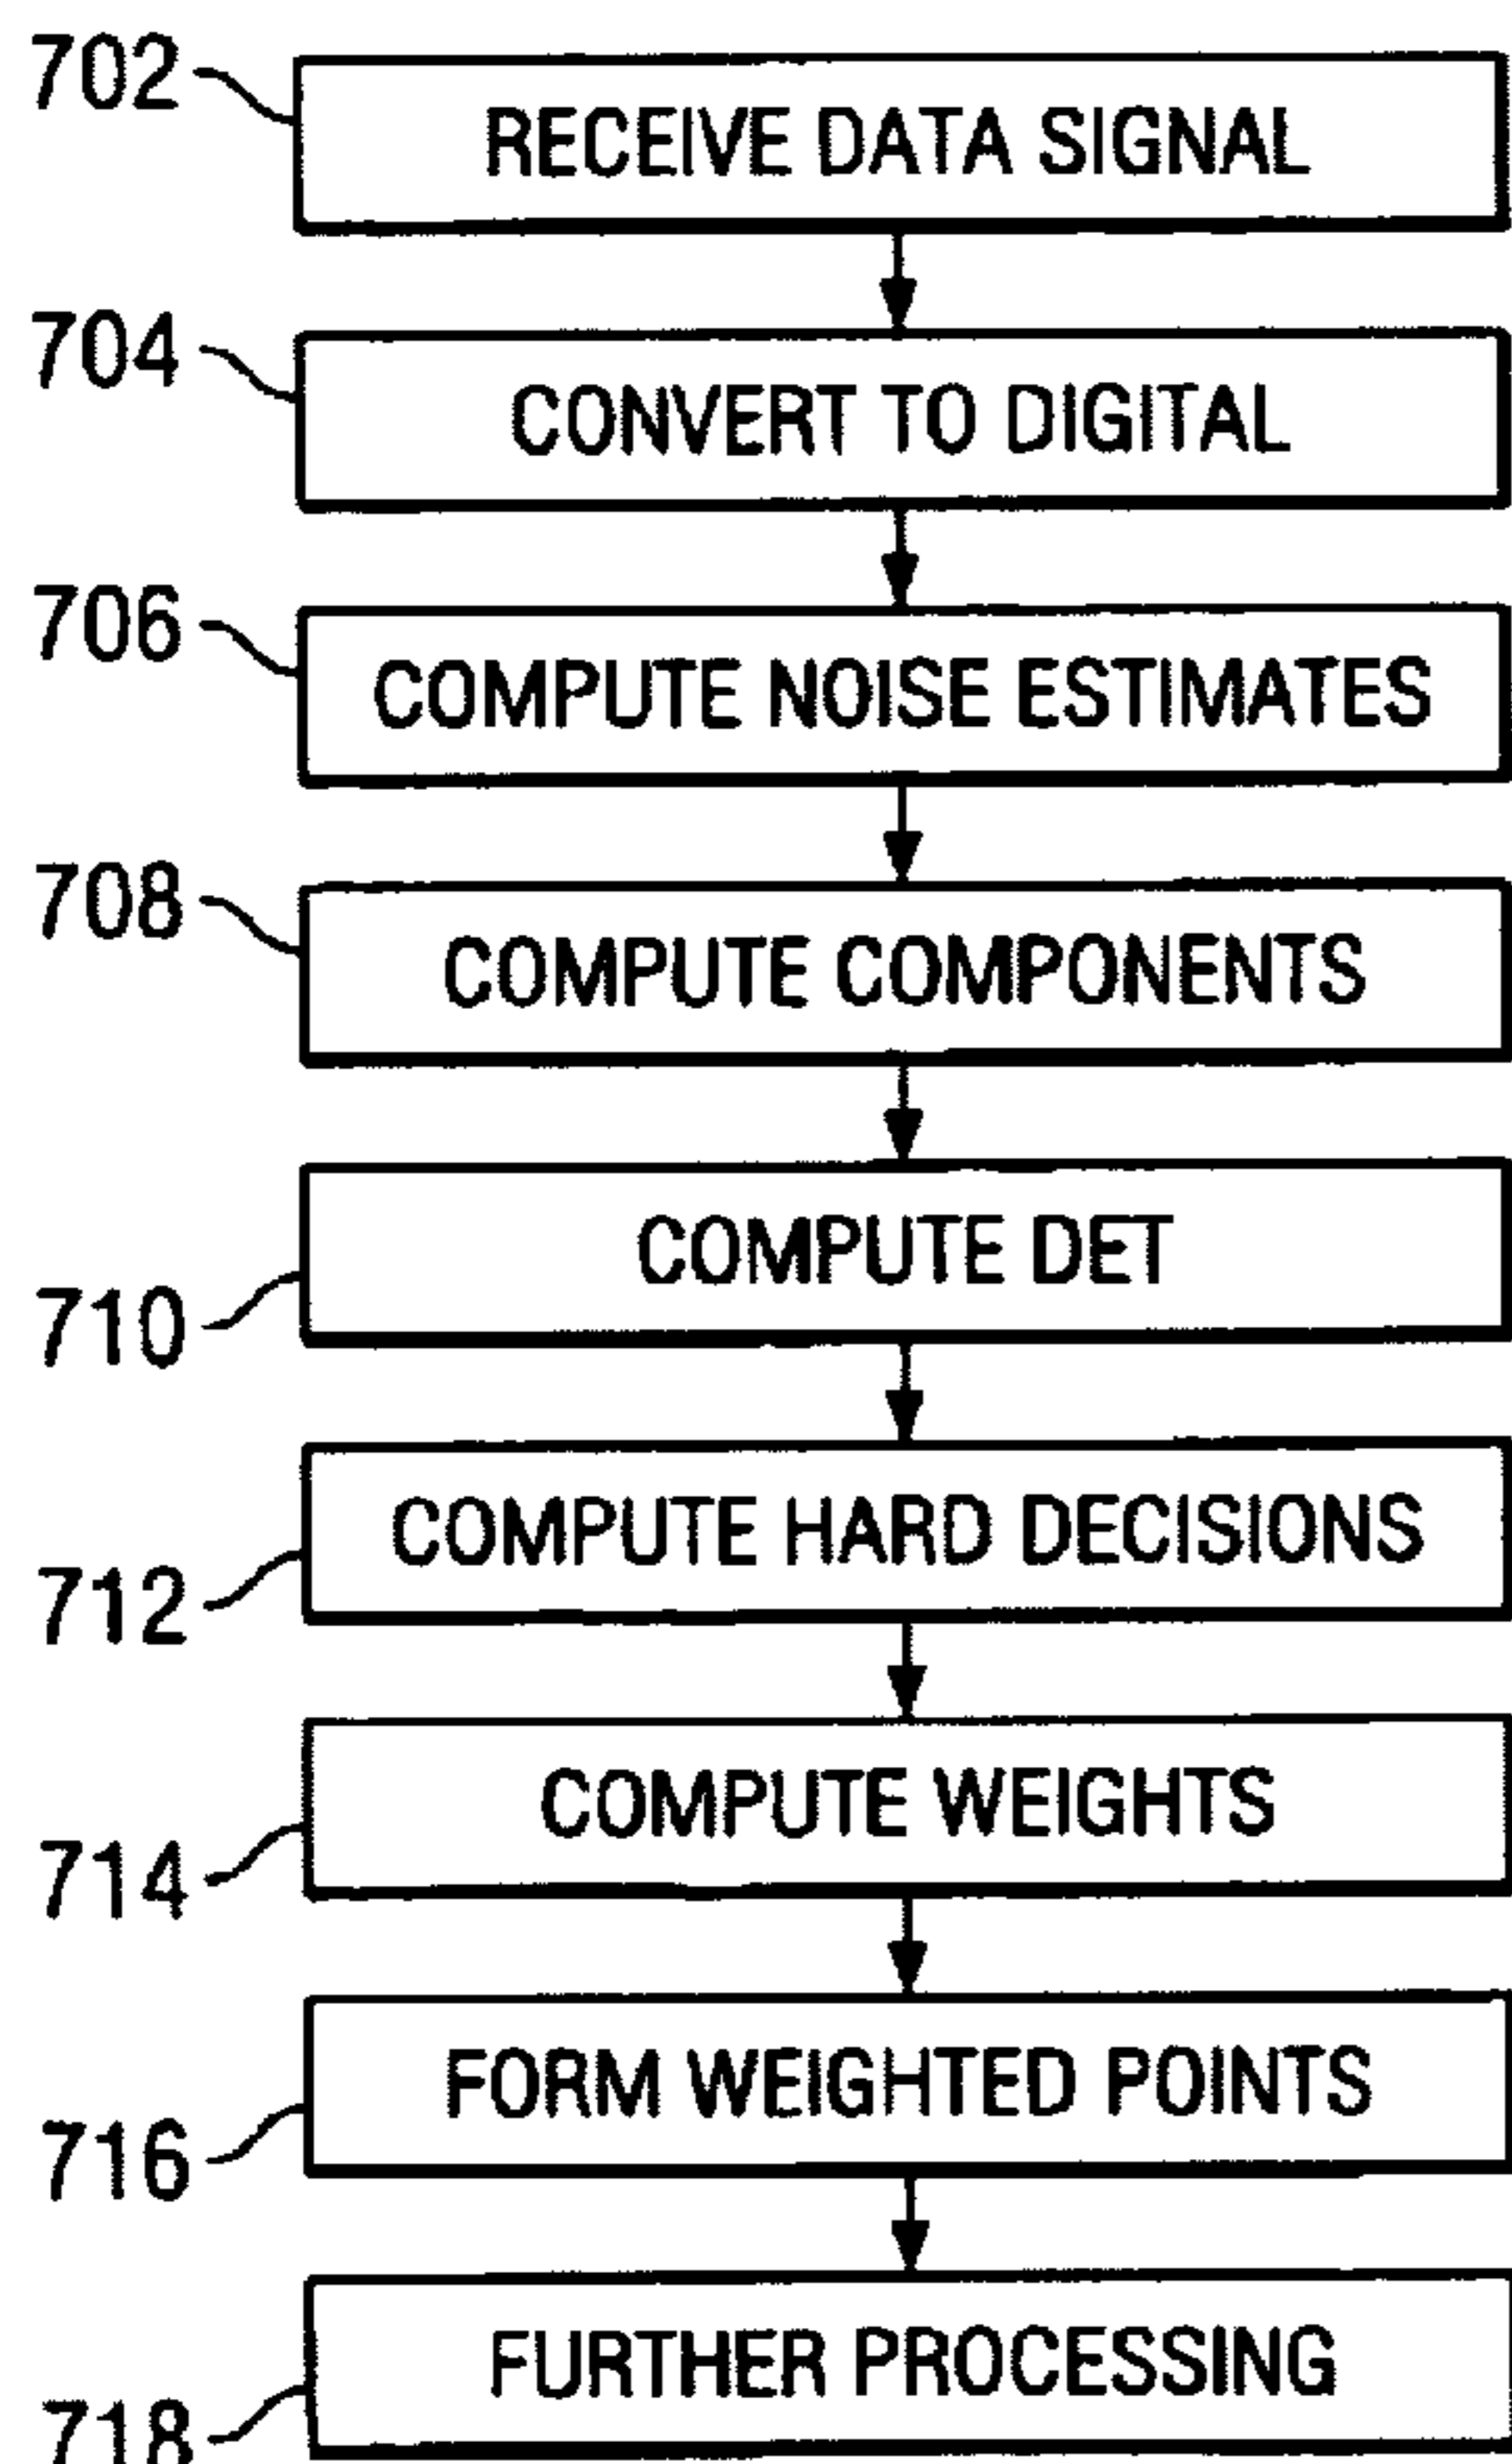 702
RECEIVE DATA SIGNAL
704
CONVERT TO DIGITAL
706
COMPUTE NOISE ESTIMATES
708
COMPUTE COMPONENTS
COMPUTE DET
710
COMPUTE HARD DECISIONS
712
COMPUTE WEIGHTS
714
FORM WEIGHTED POINTS
716
FURTHER PROCESSING
718